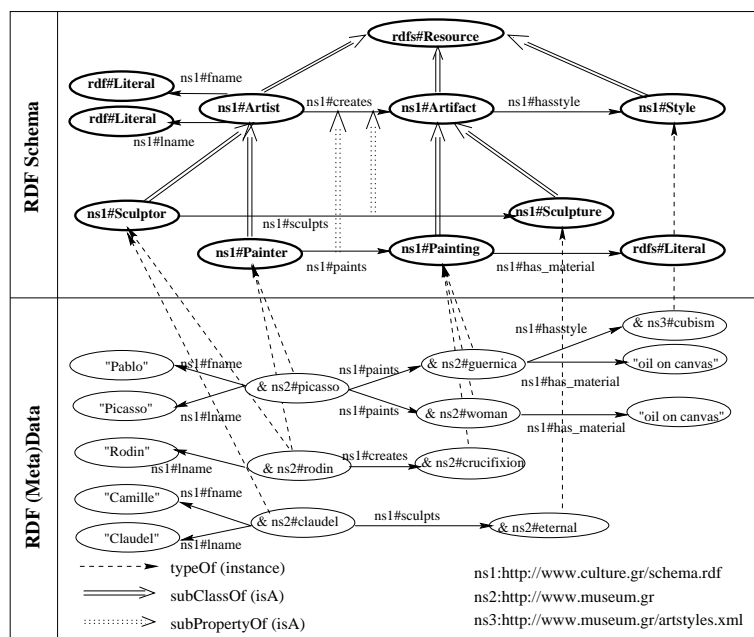 RDF Schema
rdfs#Resource
rdf#Literal
ns1#fname
ns1#Artist
ns1#creates
ns1#Artifact
ns1#hasstyle
ns1#Style
rdf#Literal
ns1#lname
ns1#Sculptor
ns1#sculpts
ns1#Sculpture
ns1#Painter
ns1#paints
ns1#Painting
ns1#has_material
rdfs#Literal
RDF (Meta)Data
"Pablo"
ns1#fname
& ns2#picasso
ns1#paints
& ns2#guernica
ns1#hasstyle
& ns3#cubism
"oil on canvas"
ns1#has_material
"Picasso"
ns1#lname
ns1#paints
& ns2#woman
"oil on canvas"
ns1#has_material
"Rodin"
ns1#lname
& ns2#rodin
ns1#creates
& ns2#crucifixion
"Camille"
ns1#fname
& ns2#claudel
ns1#sculpts
& ns2#eternal
"Claudel"
ns1#lname
typeOf (instance)
subClassOf (isA)
subPropertyOf (isA)
ns1:http://www.culture.gr/schema.rdf
ns2:http://www.museum.gr
ns3:http://www.museum.gr/artstyles.xml